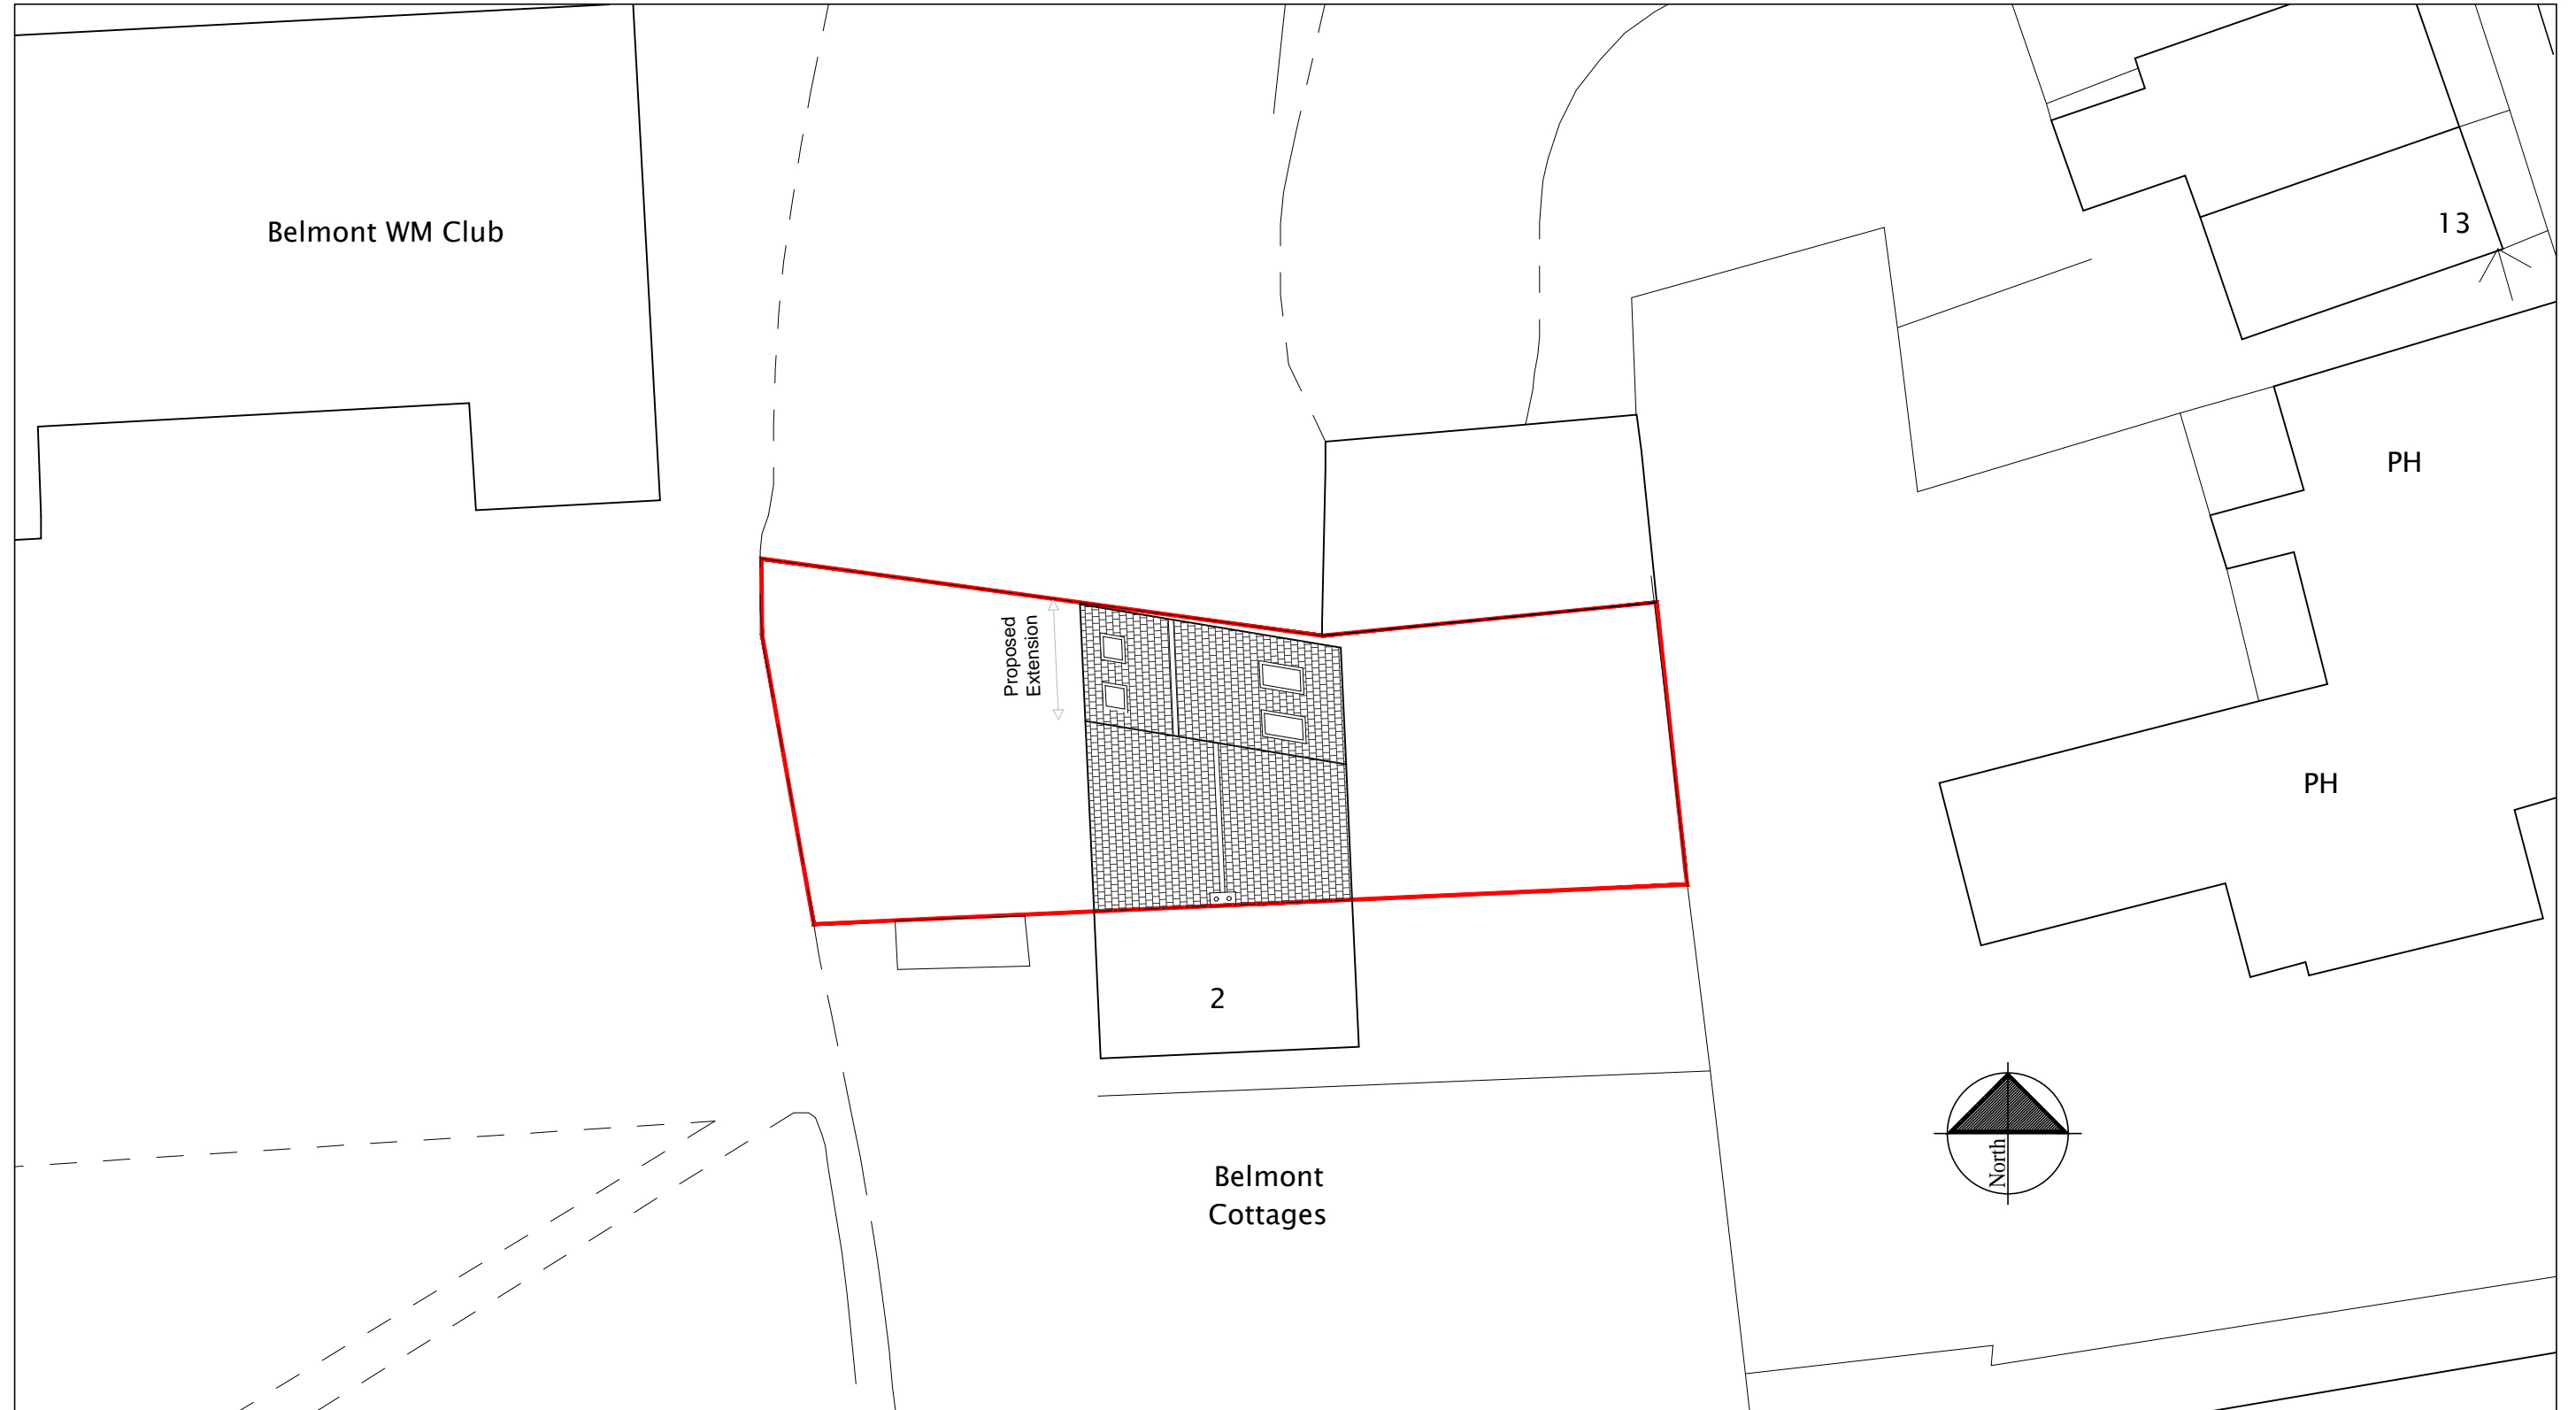 Belmont WM Club
13
PH
Proposed
Extension
PH
2
North
Belmont
Cottages